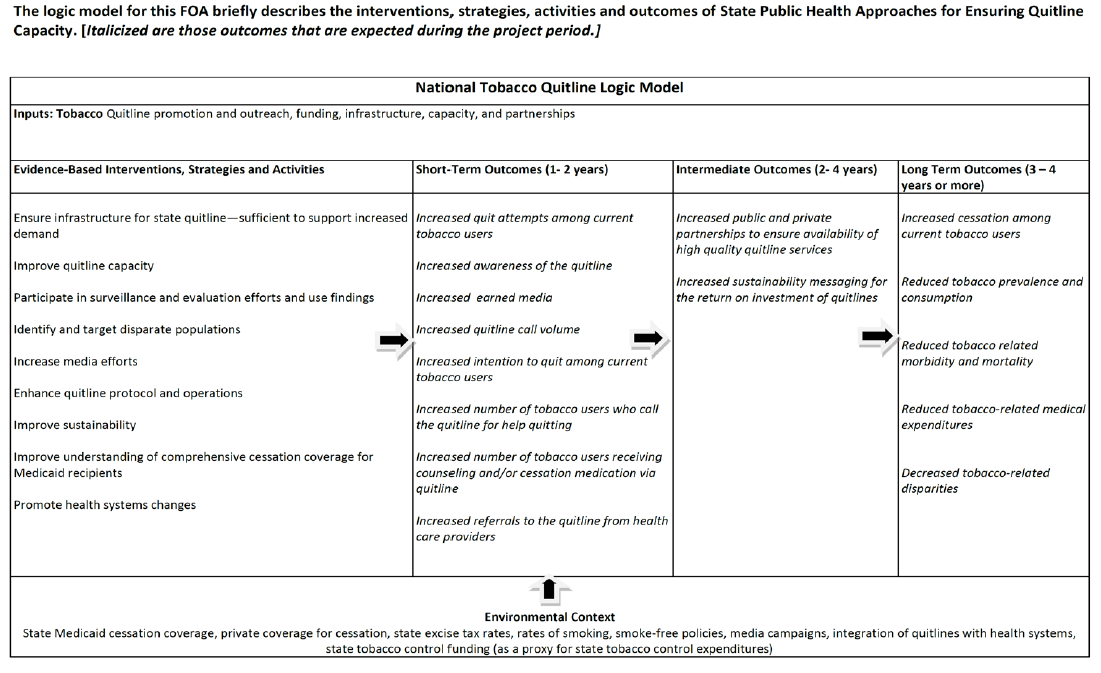 The logic model for this FOA briefly describes the interventions, strategies, activities and outcomes of State Public Health Approaches for Ensuring Quitline
Capacity. [Italicized are those outcomes that are expected during the project period.]
National Tobacco Quitline Logic Model
Inputs: Tobacco Quitline promotion and outreach, funding, infrastructure, capacity, and partnerships
Evidence-Based Interventions, Strategies and Activities
Ensure infrastructure for state quitline—sufficient to support increased
demand
Improve quitline capacity
Participate in surveillance and evaluation efforts and use findings
Identify and target disparate populations
Increase media efforts
Enhance quitline protocol and operations
Improve sustainability
Improve understanding of comprehensive cessation coverage for
Medicaid recipients
Promote health systems changes
Short-Term Outcomes (1- 2 years)
Increased quit attempts among current
tobacco users
Increased awareness of the quitline
Increased earned media
Increased quitline call volume
Increased intention to quit among current
tobacco users
Increased number of tobacco users who call
the quitline for help quitting
Increased number of tobacco users receiving
counseling and/or cessation medication via
quitline
Increased referrals to the quitline from health
care providers
Intermediate Outcomes (2- 4 years)
Increased public and private
partnerships to ensure availability of
high quality quitline services
Increased sustainability messaging for
the return on investment of quitlines
Long Term Outcomes (3 – 4
years or more)
Increased cessation among
current tobacco users
Reduced tobacco prevalence and
consumption
Reduced tobacco related
morbidity and mortality
Reduced tobacco-related medical
expenditures
Decreased tobacco-related
disparities
Environmental Context
State Medicaid cessation coverage, private coverage for cessation, state excise tax rates, rates of smoking, smoke-free policies, media campaigns, integration of quitlines with health systems,
state tobacco control funding (as a proxy for state tobacco control expenditures)